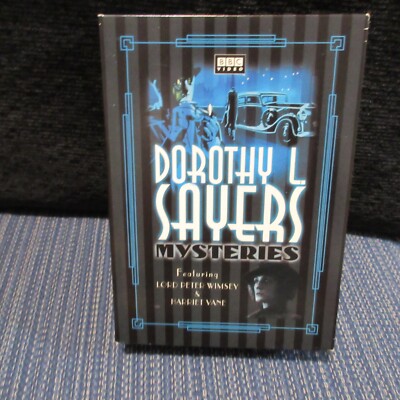 BBC
VIDEO
DOROTHY L.
SAYERS
MYSTERIES
Featuring
LORD PETER WIMSEY
&
HARRIET VANE